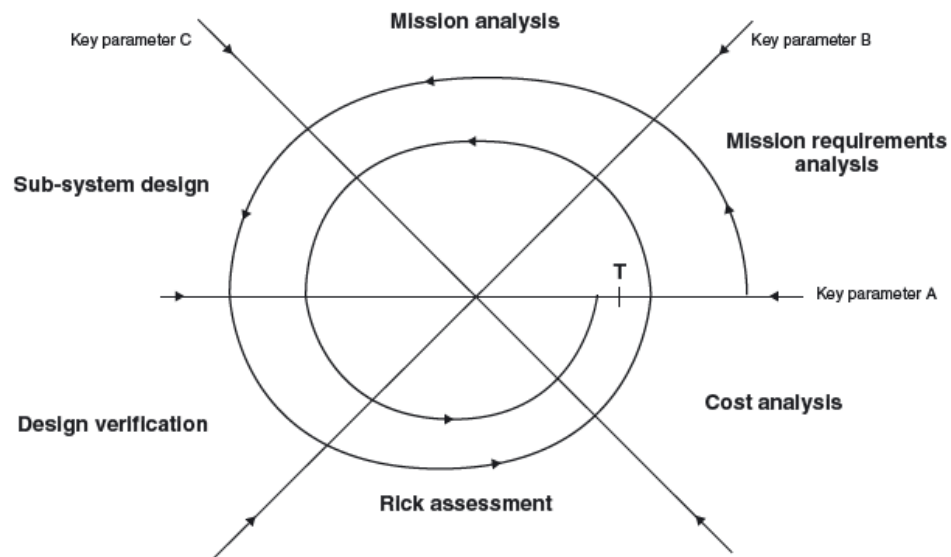 Mission analysis
Key parameter C
Key parameter B
Mission requirements
analysis
Sub-system design
T
Key parameter A
Design verification
Cost analysis
Rick assessment